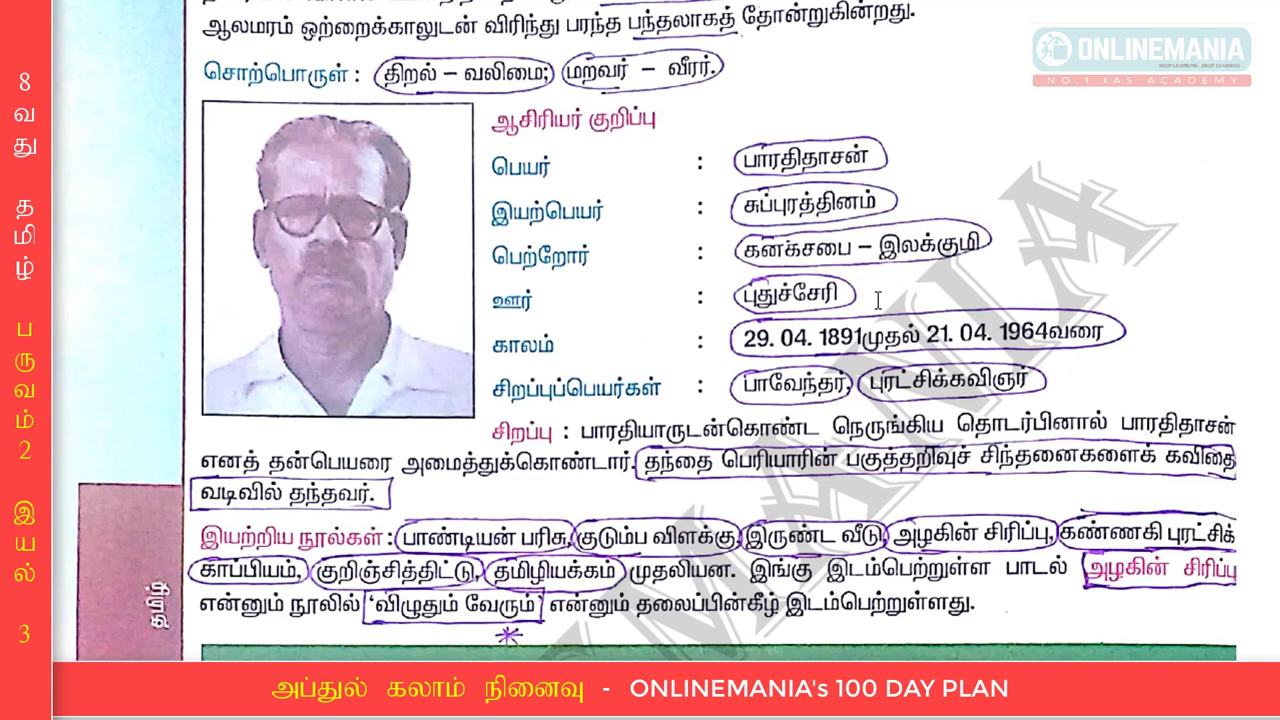 ஆலமரம் ஒற்றைக்காலுடன் விரிந்து பரந்த பந்தலாகத் தோன்றுகின்றது.
ONLINEMANIA
KEEP LEARNING.. KEEP LEARNING..
NO.1 IAS ACADEMY
சொற்பொருள் : திறல் – வலிமை; மறவர் – வீரர்.
ஆசிரியர் குறிப்பு
பெயர் : பாரதிதாசன்
இயற்பெயர் : சுப்புரத்தினம்
பெற்றோர் : கனகசபை – இலக்குமி
ஊர் : புதுச்சேரி
காலம் : 29. 04. 1891முதல் 21. 04. 1964வரை
சிறப்புப்பெயர்கள் : பாவேந்தர், புரட்சிக்கவிஞர்
சிறப்பு : பாரதியாருடன்கொண்ட நெருங்கிய தொடர்பினால் பாரதிதாசன்
எனத் தன்பெயரை அமைத்துக்கொண்டார். தந்தை பெரியாரின் பகுத்தறிவுச் சிந்தனைகளைக் கவிதை
வடிவில் தந்தவர்.
இயற்றிய நூல்கள் : பாண்டியன் பரிசு, குடும்ப விளக்கு, இருண்ட வீடு, அழகின் சிரிப்பு, கண்ணகி புரட்சிக்
காப்பியம், குறிஞ்சித்திட்டு, தமிழியக்கம் முதலியன. இங்கு இடம்பெற்றுள்ள பாடல் அழகின் சிரிப்பு
என்னும் நூலில் ‘விழுதும் வேரும்’ என்னும் தலைப்பின்கீழ் இடம்பெற்றுள்ளது.
தமிழ்
8வது தமிழ் பருவம் 2 இயல் 3
அப்துல் கலாம் நினைவு - ONLINEMANIA's 100 DAY PLAN